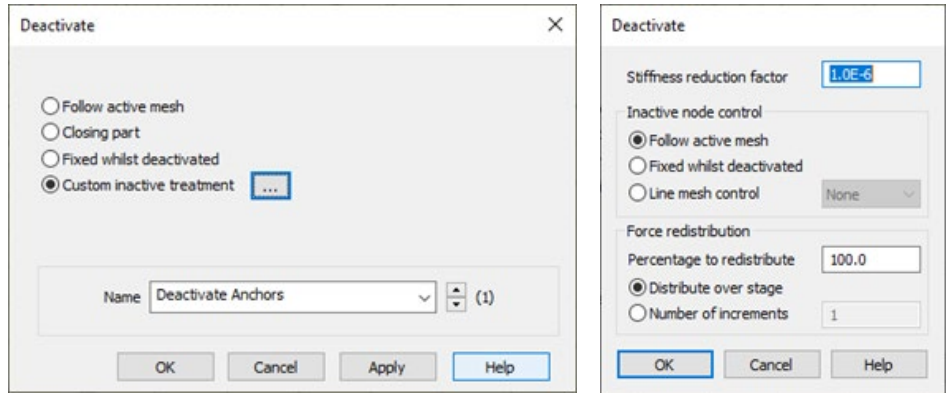 Deactivate
Follow active mesh
Closing part
Fixed whilst deactivated
Custom inactive treatment ...
Name Deactivate Anchors (1)
OK Cancel Apply Help
Deactivate
Stiffness reduction factor 1.0E-6
Inactive node control
Follow active mesh
Fixed whilst deactivated
Line mesh control None
Force redistribution
Percentage to redistribute 100.0
Distribute over stage
Number of increments 1
OK Cancel Help